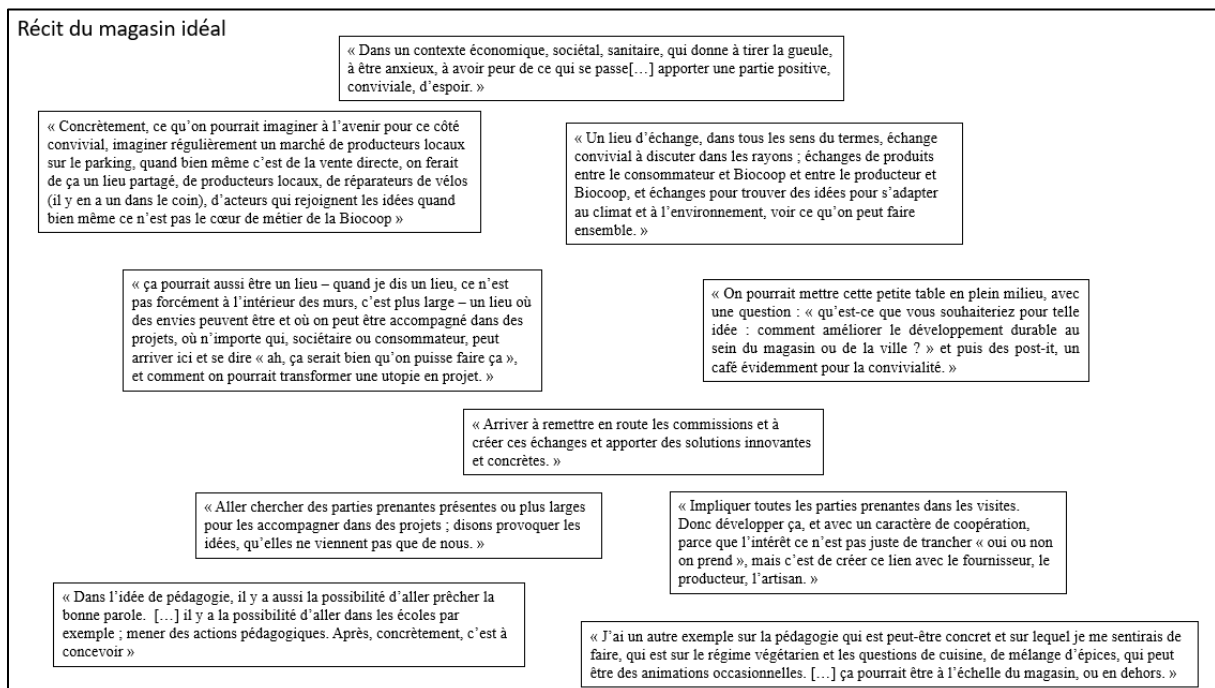 Récit du magasin idéal
« Dans un contexte économique, sociétal, sanitaire, qui donne à tirer la gueule,
à être anxieux, à avoir peur de ce qui se passe[…] apporter une partie positive,
conviviale, d’espoir. »
« Concrètement, ce qu’on pourrait imaginer à l’avenir pour ce côté
convivial, imaginer régulièrement un marché de producteurs locaux
sur le parking, quand bien même c’est de la vente directe, on ferait
de ça un lieu partagé, de producteurs locaux, de réparateurs de vélos
(il y en a un dans le coin), d’acteurs qui rejoignent les idées quand
bien même ce n’est pas le cœur de métier de la Biocoop »
« Un lieu d’échange, dans tous les sens du termes, échange
convivial à discuter dans les rayons ; échanges de produits
entre le consommateur et Biocoop et entre le producteur et
Biocoop, et échanges pour trouver des idées pour s’adapter
au climat et à l’environnement, voir ce qu’on peut faire
ensemble. »
« ça pourrait aussi être un lieu – quand je dis un lieu, ce n’est
pas forcément à l’intérieur des murs, c’est plus large – un lieu où
des envies peuvent être et où on peut être accompagné dans des
projets, où n’importe qui, sociétaire ou consommateur, peut
arriver ici et se dire « ah, ça serait bien qu’on puisse faire ça »,
et comment on pourrait transformer une utopie en projet. »
« On pourrait mettre cette petite table en plein milieu, avec
une question : « qu’est-ce que vous souhaiteriez pour telle
idée : comment améliorer le développement durable au
sein du magasin ou de la ville ? » et puis des post-it, un
café évidemment pour la convivialité. »
« Arriver à remettre en route les commissions et à
créer ces échanges et apporter des solutions innovantes
et concrètes. »
« Aller chercher des parties prenantes présentes ou plus larges
pour les accompagner dans des projets ; disons provoquer les
idées, qu’elles ne viennent pas que de nous. »
« Impliquer toutes les parties prenantes dans les visites.
Donc développer ça, et avec un caractère de coopération,
parce que l’intérêt ce n’est pas juste de trancher « oui ou non
on prend », mais c’est de créer ce lien avec le fournisseur, le
producteur, l’artisan. »
« Dans l’idée de pédagogie, il y a aussi la possibilité d’aller prêcher la
bonne parole. […] il y a la possibilité d’aller dans les écoles par
exemple ; mener des actions pédagogiques. Après, concrètement, c’est à
concevoir »
« J’ai un autre exemple sur la pédagogie qui est peut-être concret et sur lequel je me sentirais de
faire, qui est sur le régime végétarien et les questions de cuisine, de mélange d’épices, qui peut
être des animations occasionnelles. […] ça pourrait être à l’échelle du magasin, ou en dehors. »